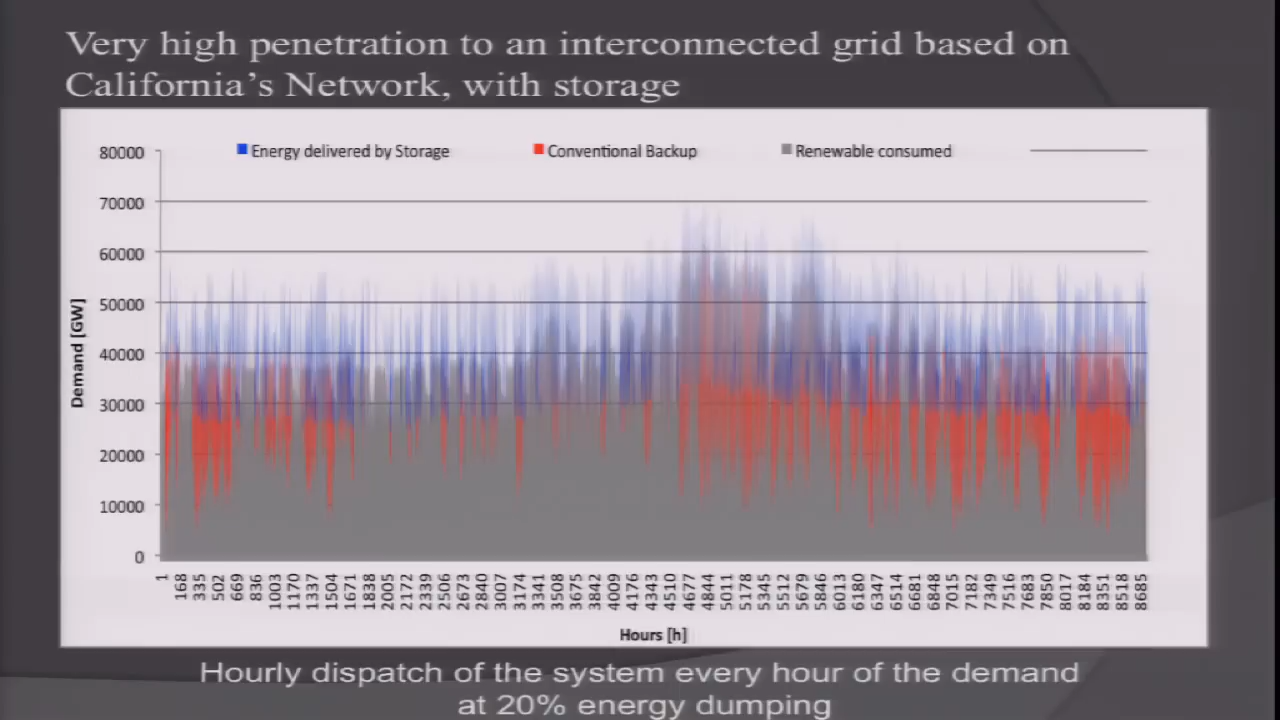 Very high penetration to an interconnected grid based on
California's Network, with storage
Energy delivered by Storage
Conventional Backup
Renewable consumed
80000
70000
60000
50000
40000
30000
20000
10000
0
Demand [GW]
1 168 335 502 669 836 1003 1170 1337 1504 1671 1838 2005 2172 2339 2506 2673 2840 3007 3174 3341 3508 3675 3842 4009 4176 4343 4510 4677 4844 5011 5178 5345 5512 5679 5846 6013 6180 6347 6514 6681 6848 7015 7182 7349 7516 7683 7850 8017 8184 8351 8518 8685
Hours [h]
Hourly dispatch of the system every hour of the demand
at 20% energy dumping